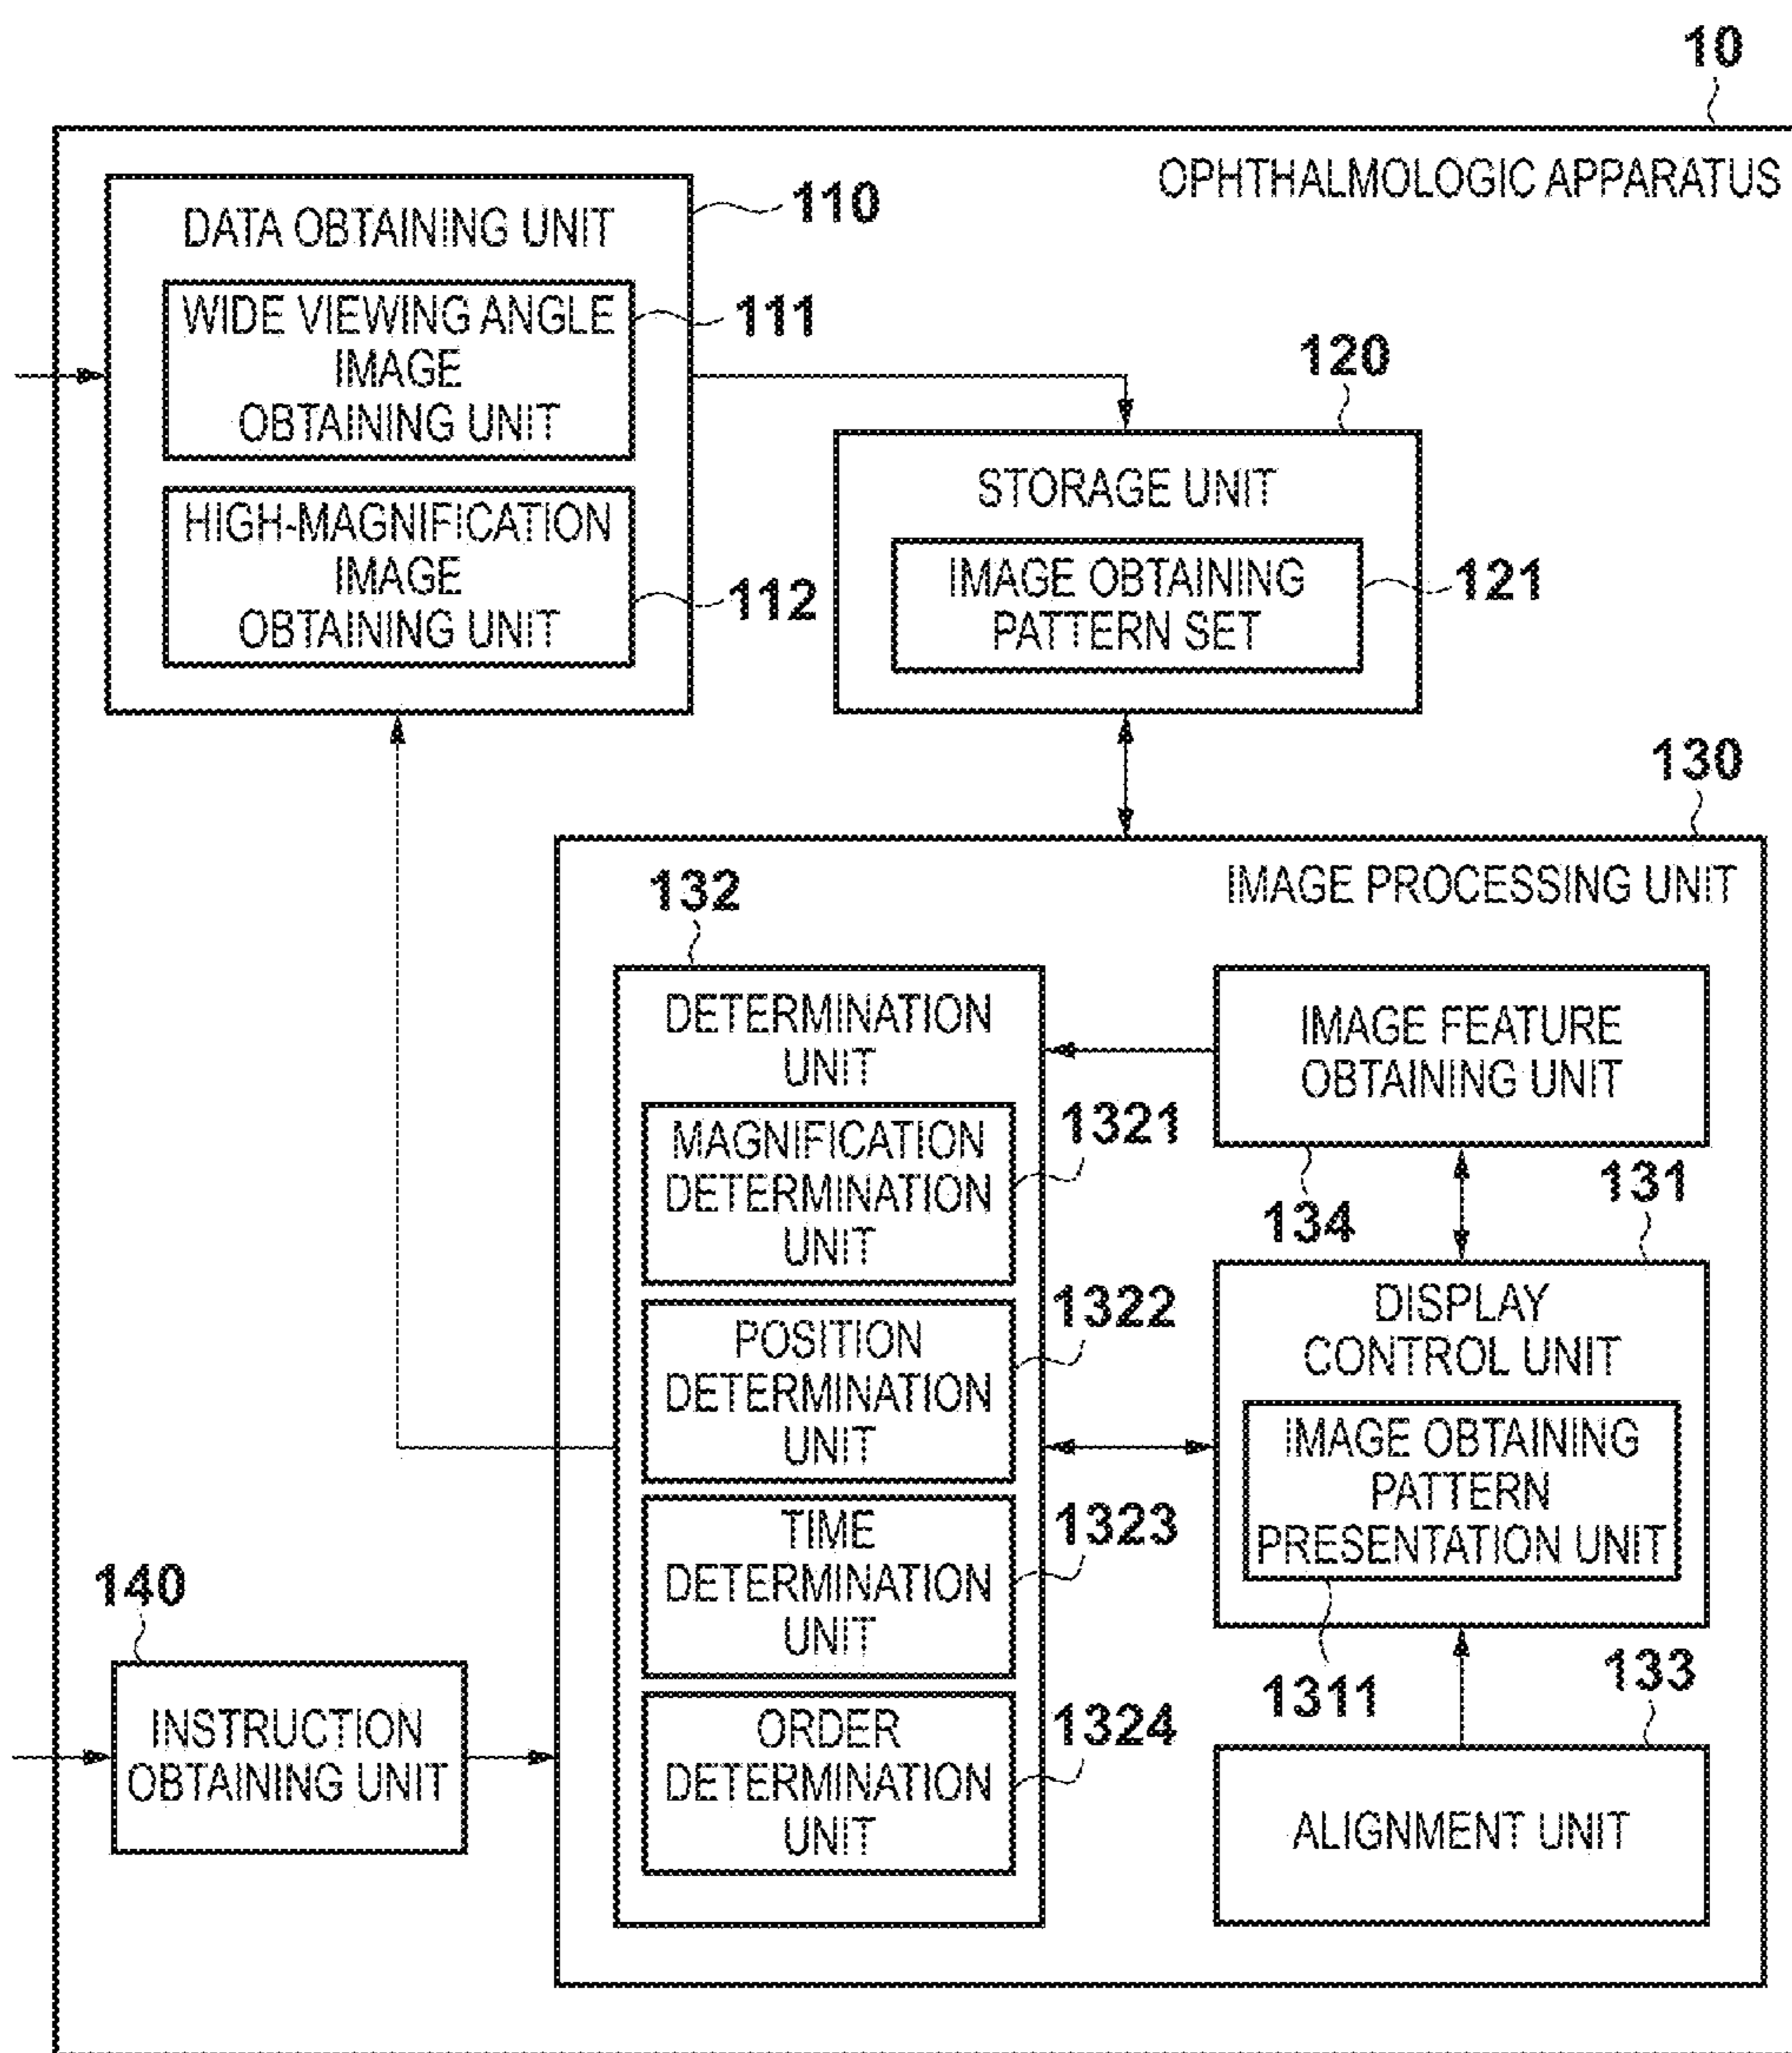 10
OPHTHALMOLOGIC APPARATUS
110
DATA OBTAINING UNIT
WIDE VIEWING ANGLE
IMAGE
OBTAINING UNIT
111
HIGH-MAGNIFICATION
IMAGE
OBTAINING UNIT
112
120
STORAGE UNIT
IMAGE OBTAINING
PATTERN SET
121
130
IMAGE PROCESSING UNIT
132
DETERMINATION
UNIT
MAGNIFICATION
DETERMINATION
UNIT
1321
POSITION
DETERMINATION
UNIT
1322
TIME
DETERMINATION
UNIT
1323
ORDER
DETERMINATION
UNIT
1324
IMAGE FEATURE
OBTAINING UNIT
134
131
DISPLAY
CONTROL UNIT
IMAGE OBTAINING
PATTERN
PRESENTATION UNIT
1311
133
ALIGNMENT UNIT
140
INSTRUCTION
OBTAINING UNIT